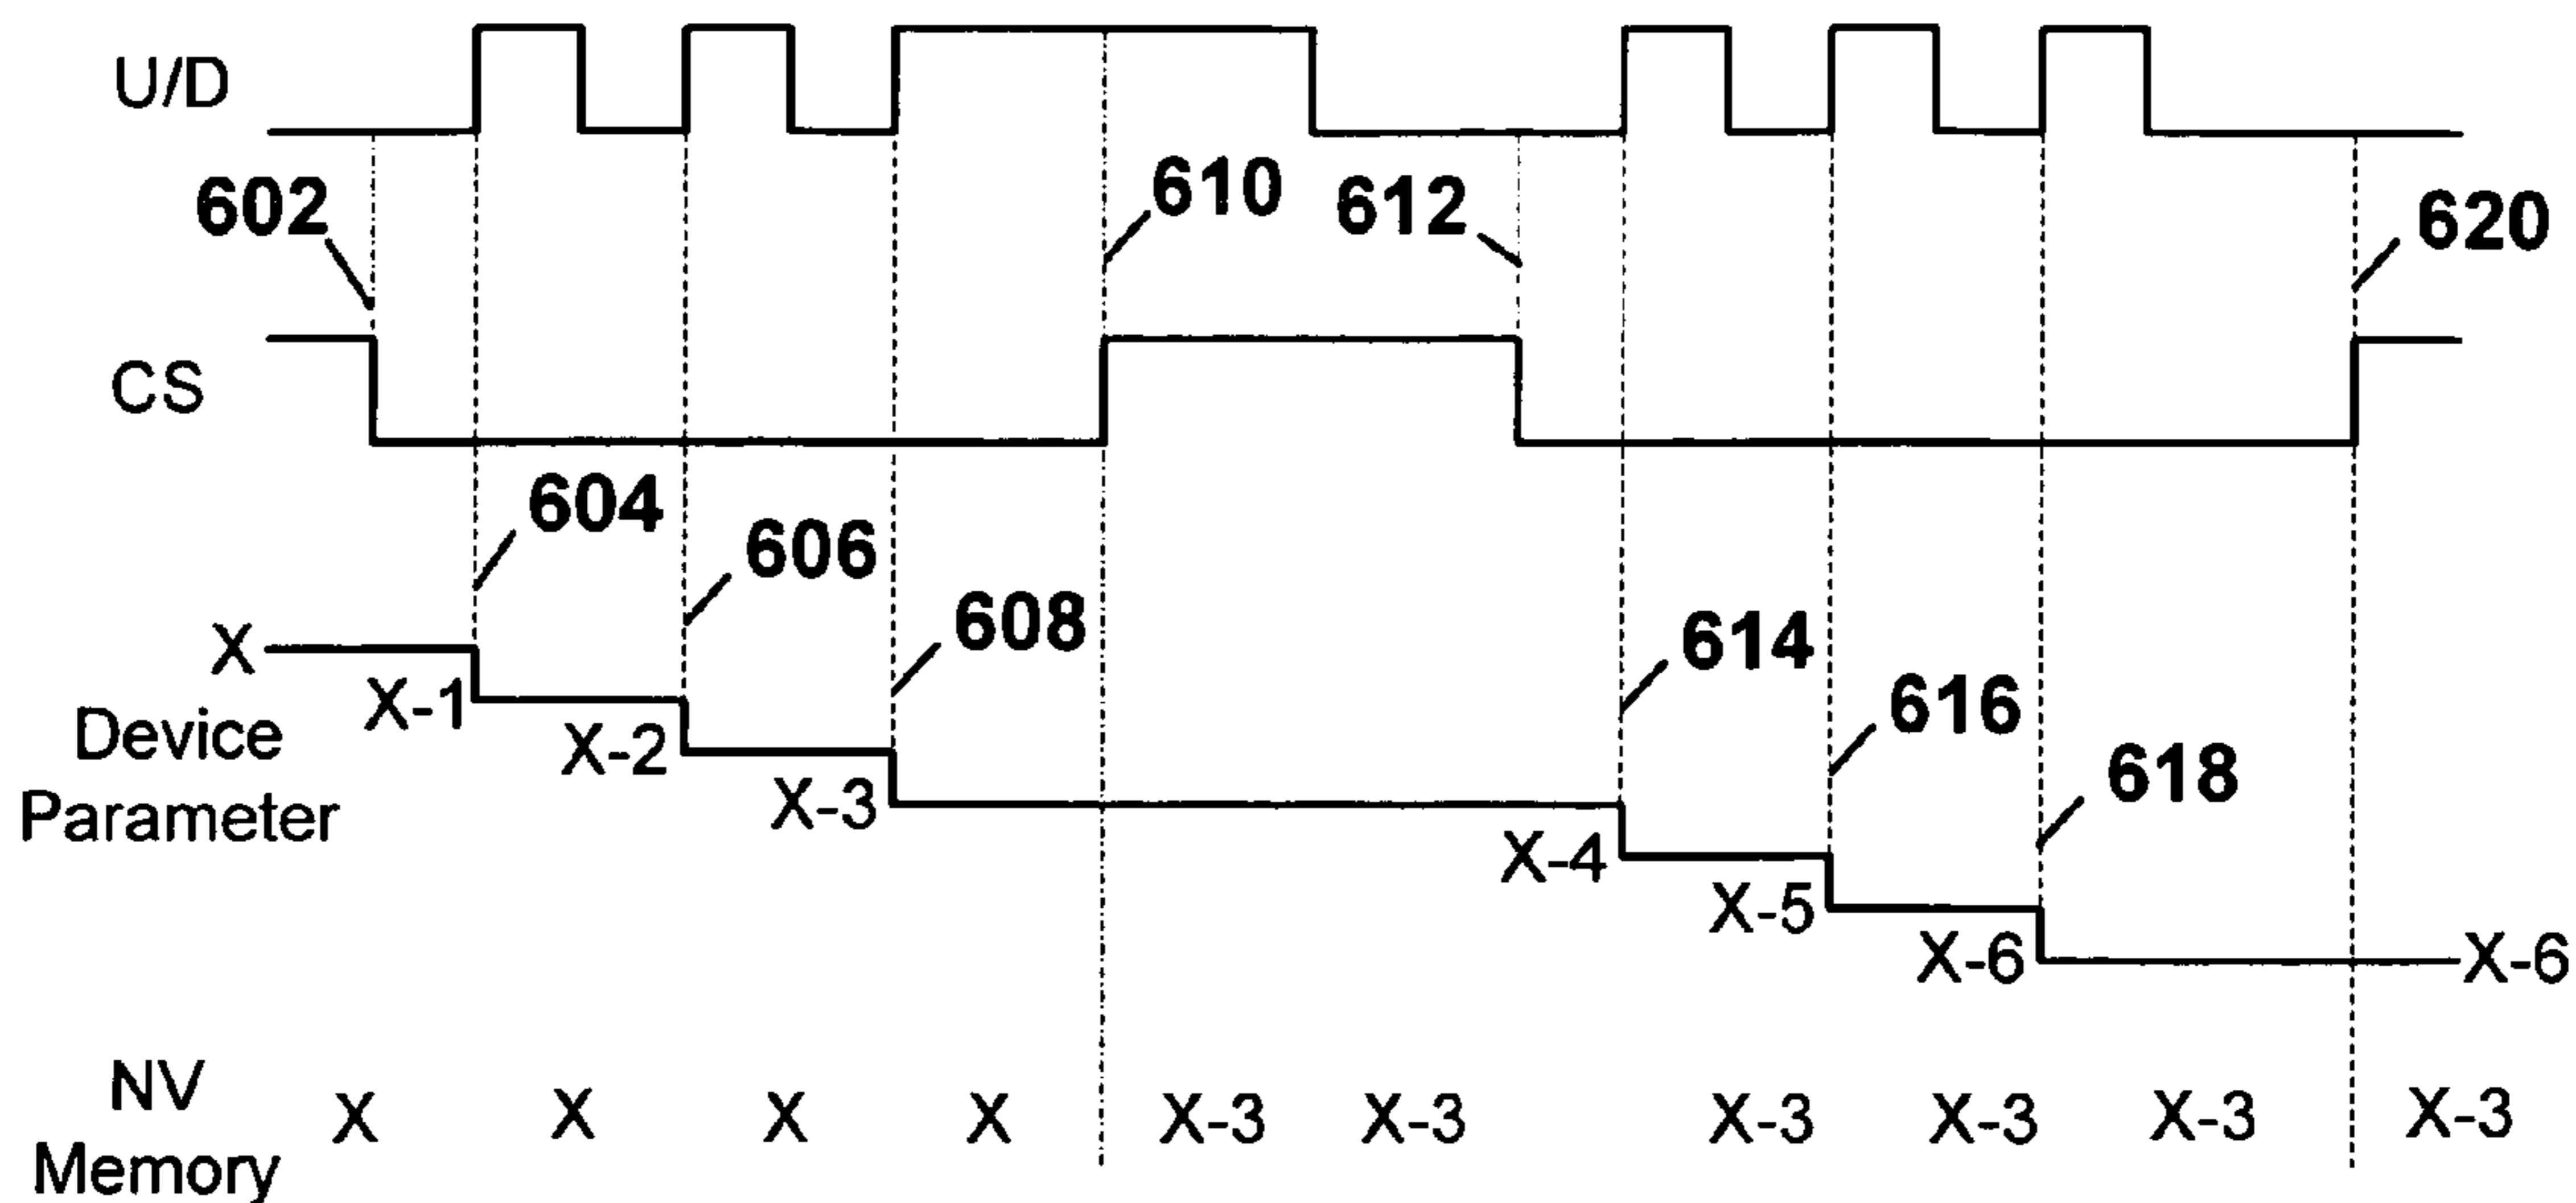 U/D
602
610
612
620
CS
604
606
608
614
616
618
X
X-1
X-2
X-3
X-4
X-5
X-6
X-6
Device
Parameter
NV
Memory
X X X X X-3 X-3 X-3 X-3 X-3 X-3